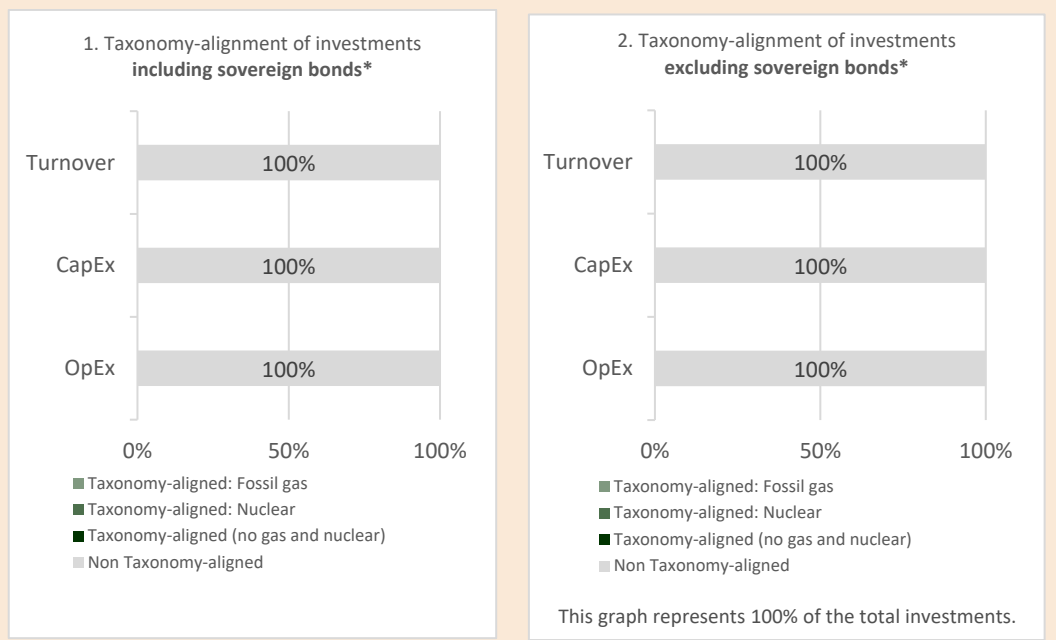 1. Taxonomy-alignment of investments
including sovereign bonds*
Turnover
100%
CapEx
100%
OpEx
100%
0%
50%
100%
Taxonomy-aligned: Fossil gas
Taxonomy-aligned: Nuclear
Taxonomy-aligned (no gas and nuclear)
Non Taxonomy-aligned
2. Taxonomy-alignment of investments
excluding sovereign bonds*
Turnover
100%
CapEx
100%
OpEx
100%
0%
50%
100%
Taxonomy-aligned: Fossil gas
Taxonomy-aligned: Nuclear
Taxonomy-aligned (no gas and nuclear)
Non Taxonomy-aligned
This graph represents 100% of the total investments.